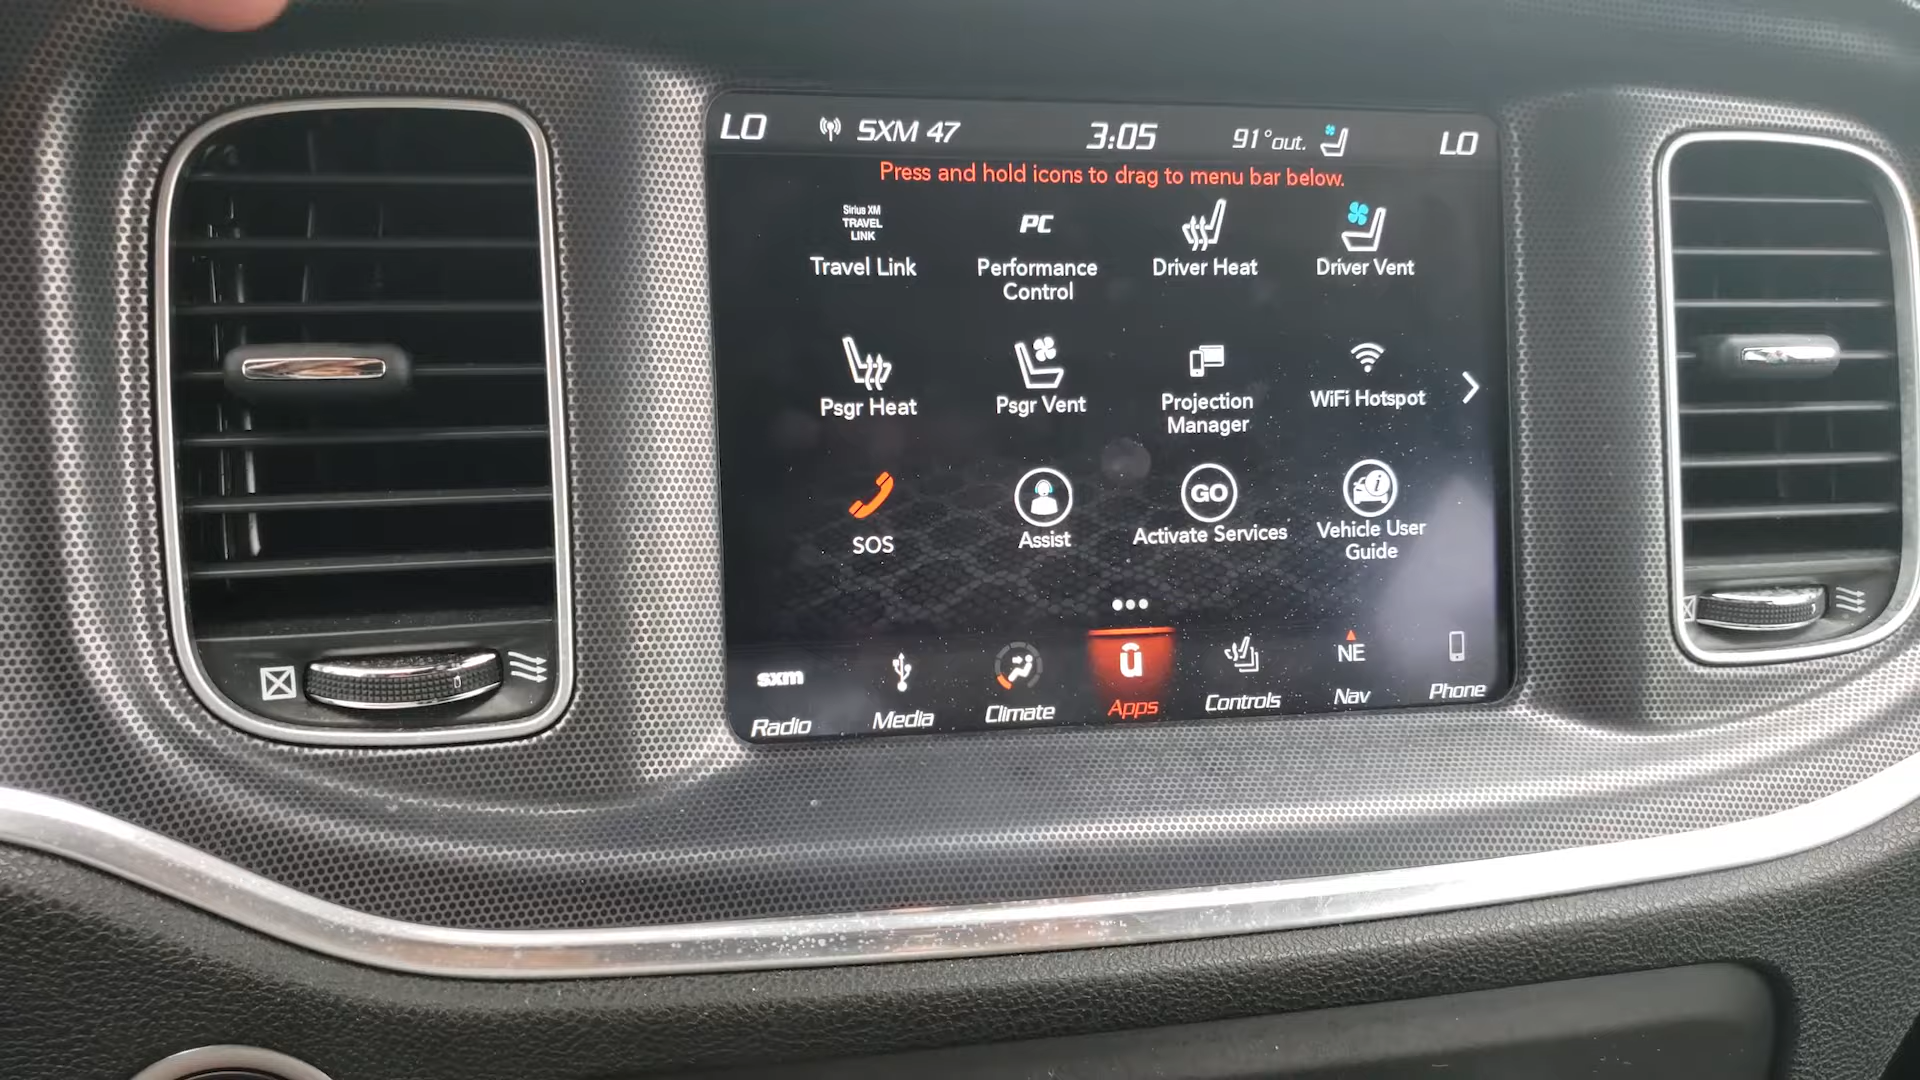 LO SXM 47 3:05 91°out. LO
Press and hold icons to drag to menu bar below.
Sirius XM
TRAVEL
LINK
Travel Link
PC
Performance
Control
Driver Heat
Driver Vent
Psgr Heat
Psgr Vent
Projection
Manager
WiFi Hotspot
SOS
Assist
GO
Activate Services
i
Vehicle User
Guide
sxm
Radio
Media
Climate
u
Apps
Controls
NE
Nav
Phone